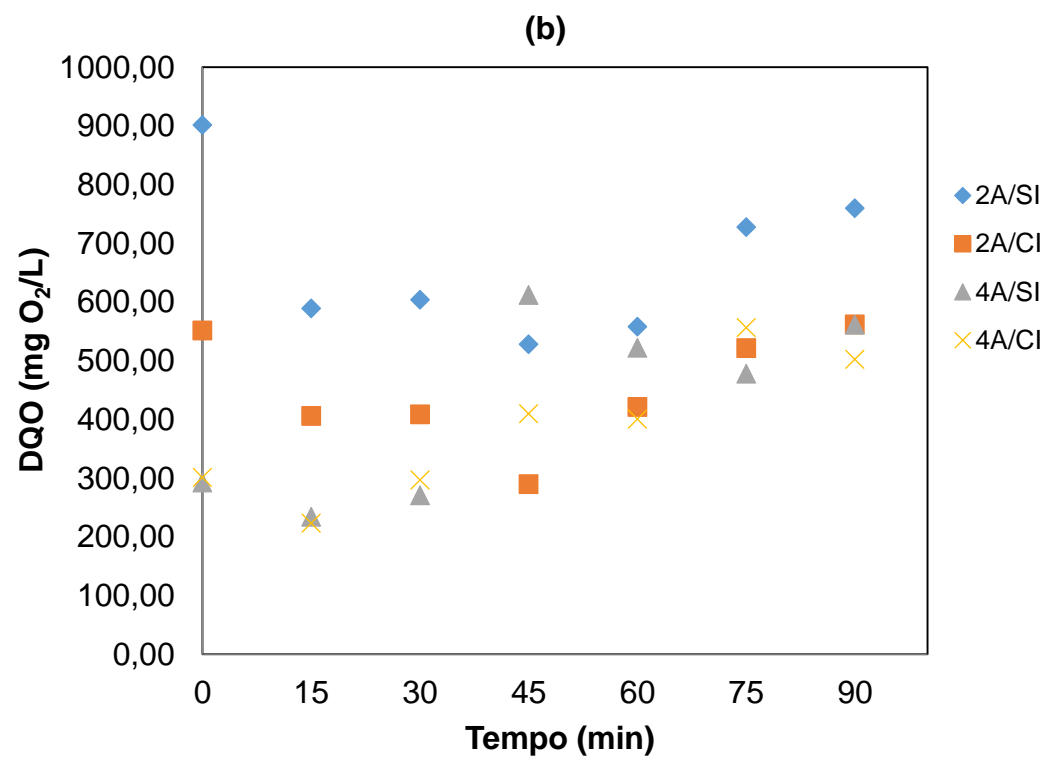 (b)
1000,00
900,00
800,00
700,00
600,00
500,00
400,00
300,00
200,00
100,00
0,00
DQO (mg O₂/L)
0 15 30 45 60 75 90
Tempo (min)
2A/SI
2A/CI
4A/SI
4A/CI